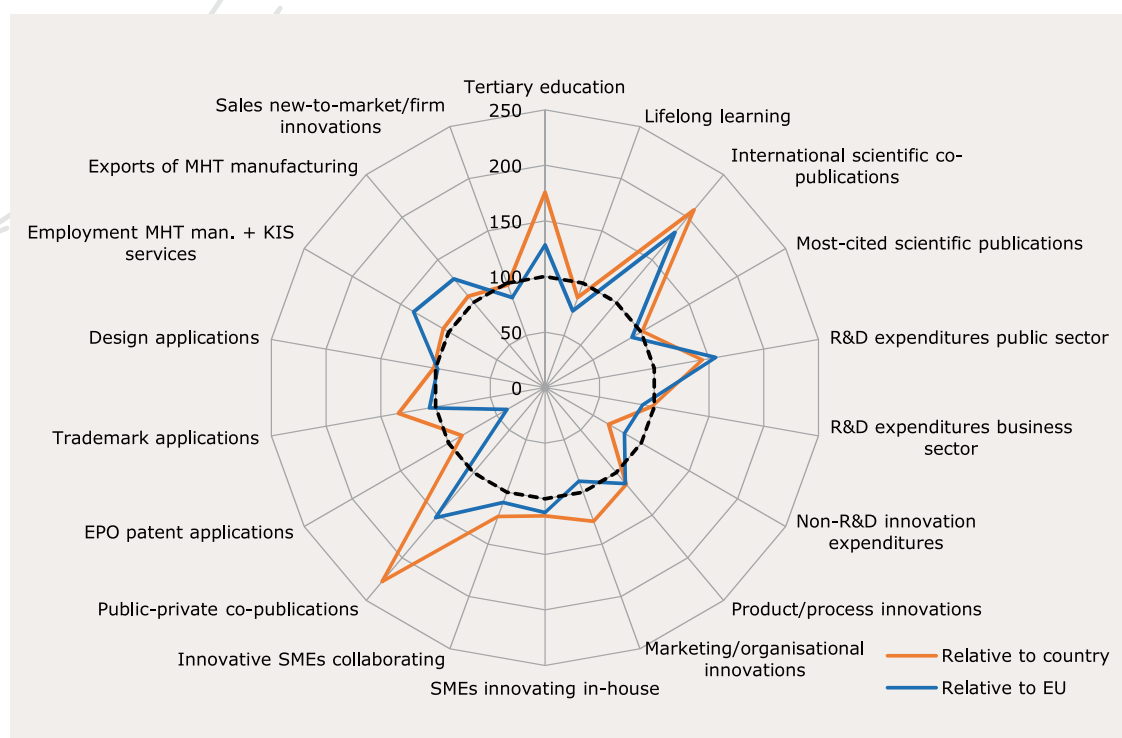 Tertiary education
Lifelong learning
International scientific co-
publications
Most-cited scientific publications
R&D expenditures public sector
R&D expenditures business
sector
Non-R&D innovation
expenditures
Product/process innovations
Marketing/organisational
innovations
SMEs innovating in-house
Innovative SMEs collaborating
Public-private co-publications
EPO patent applications
Trademark applications
Design applications
Employment MHT man. + KIS
services
Exports of MHT manufacturing
Sales new-to-market/firm
innovations
250
200
150
100
50
0
Relative to country
Relative to EU